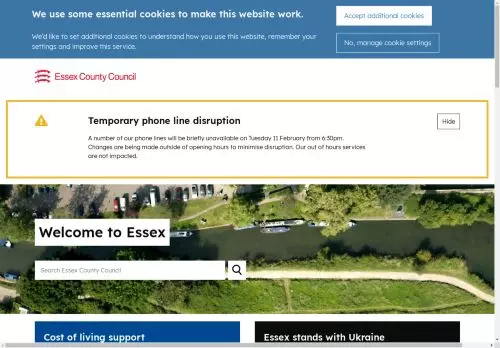 We use some essential cookies to make this website work.
Accept additional cookies
We'd like to set additional cookies to understand how you use this website, remember your
settings and improve this service.
No, manage cookie settings
Essex County Council
Temporary phone line disruption
Hide
A number of our phone lines will be briefly unavailable on Tuesday 11 February from 6:30pm.
Changes are being made outside of opening hours to minimise disruption. Our out of hours services
are not impacted.
Welcome to Essex
Search Essex County Council
Cost of living support
Essex stands with Ukraine